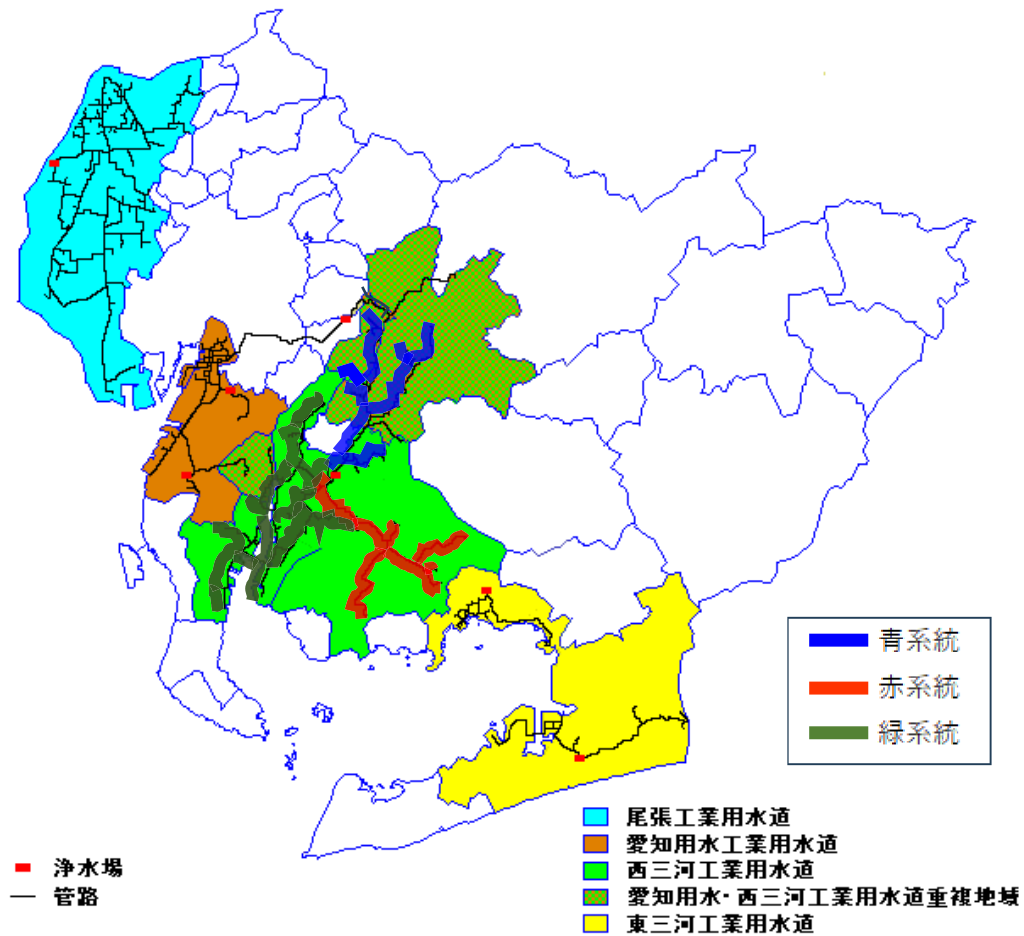 青系統
赤系統
緑系統
尾張工業用水道
愛知用水工業用水道
西三河工業用水道
愛知用水・西三河工業用水道重複地域
東三河工業用水道
浄水場
管路